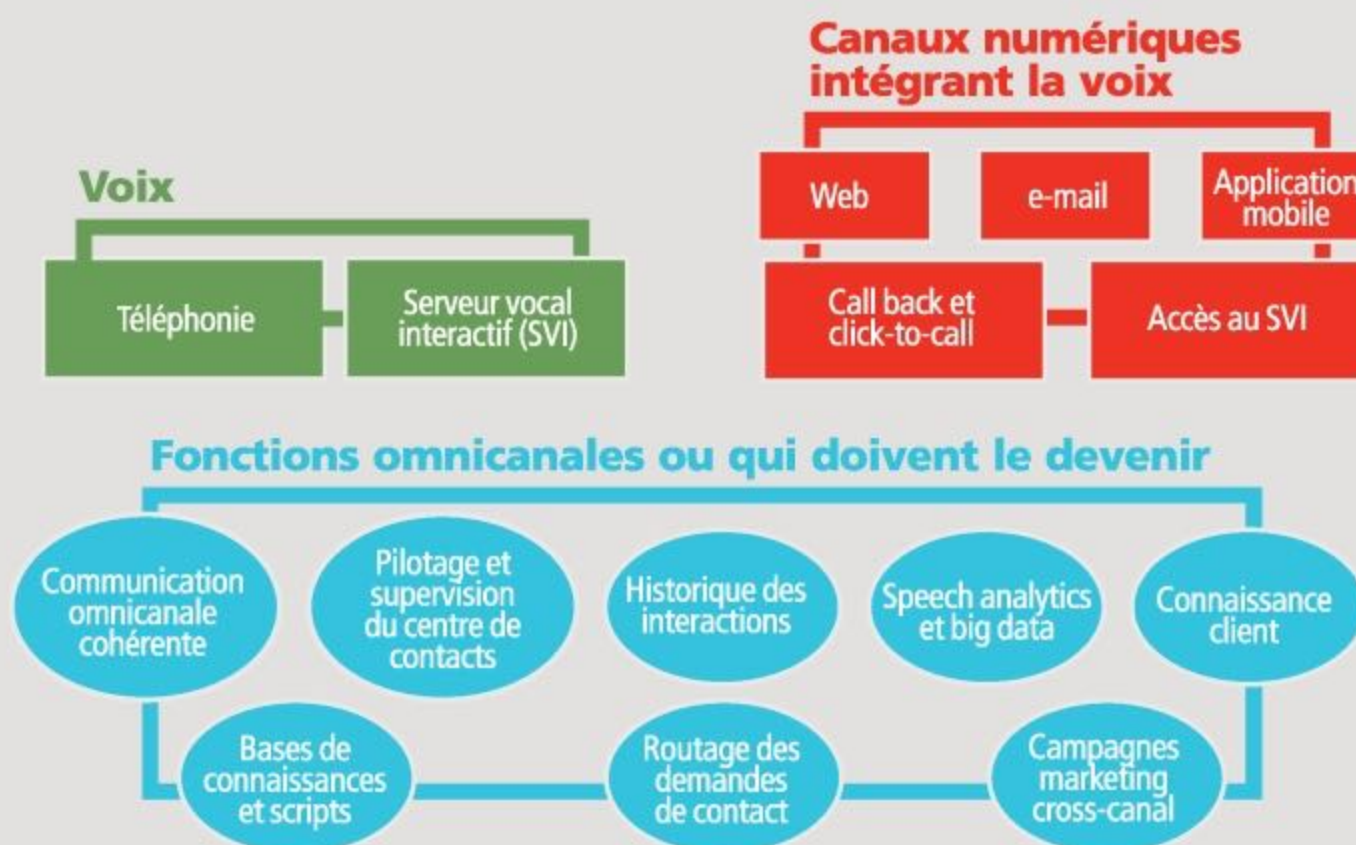 Canaux numériques
intégrant la voix
Web
e-mail
Application
mobile
Call back et
click-to-call
Accès au SVI
Voix
Téléphonie
Serveur vocal
interactif (SVI)
Fonctions omnicanales ou qui doivent le devenir
Communication
omnicanale
cohérente
Pilotage et
supervision
du centre de
contacts
Historique des
interactions
Speech analytics
et big data
Connaissance
client
Bases de
connaissances
et scripts
Routage des
demandes
de contact
Campagnes
marketing
cross-canal